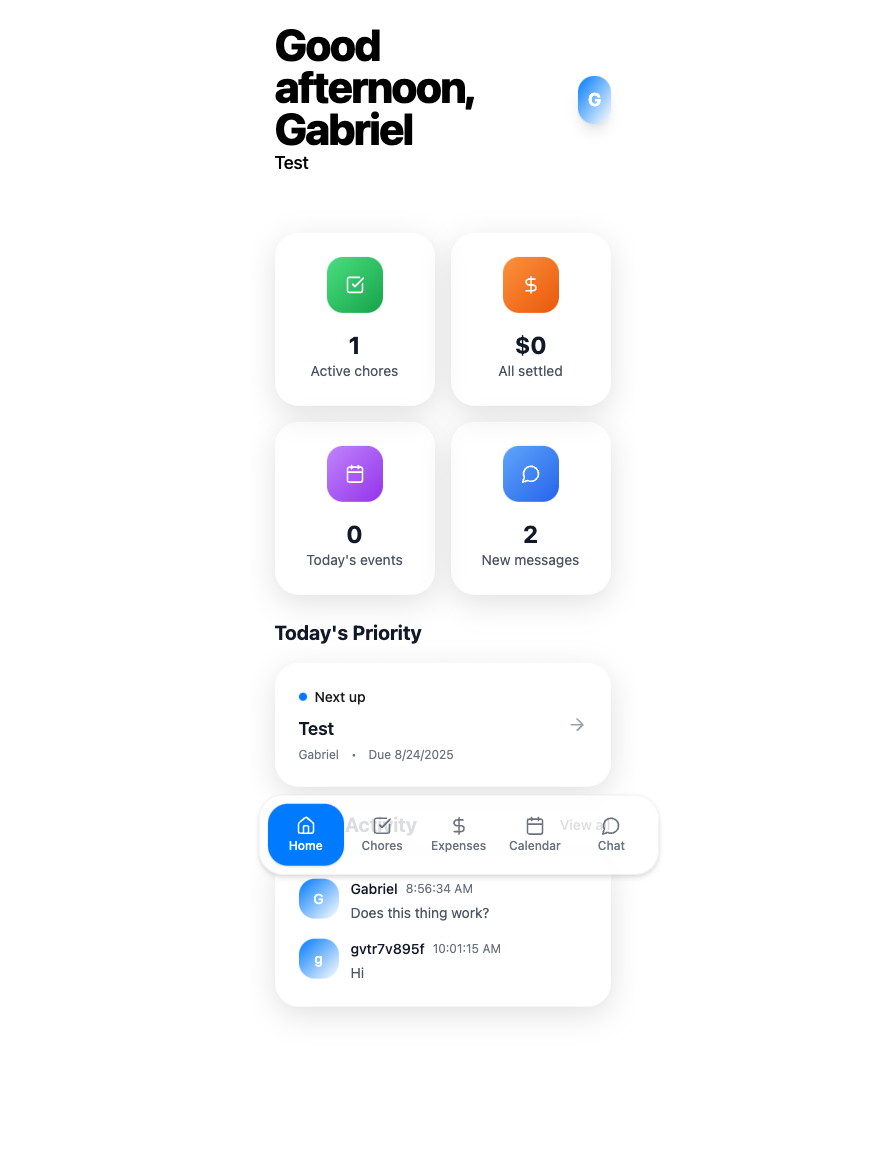 Good
afternoon,
Gabriel
Test
G
1
Active chores
$0
All settled
0
Today's events
2
New messages
Today's Priority
Next up
Test
Gabriel • Due 8/24/2025
Activity
View all
Home
Chores
Expenses
Calendar
Chat
G
Gabriel 8:56:34 AM
Does this thing work?
g
gvtr7v895f 10:01:15 AM
Hi